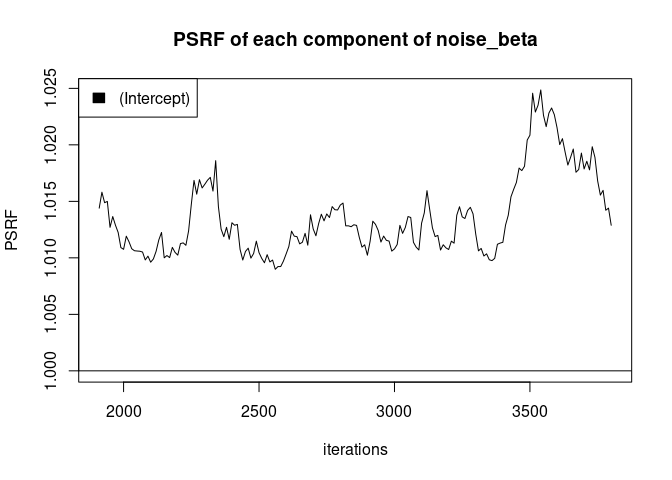 PSRF of each component of noise_beta
(Intercept)
PSRF
1.025
1.020
1.015
1.010
1.005
1.000
2000
2500
3000
3500
iterations